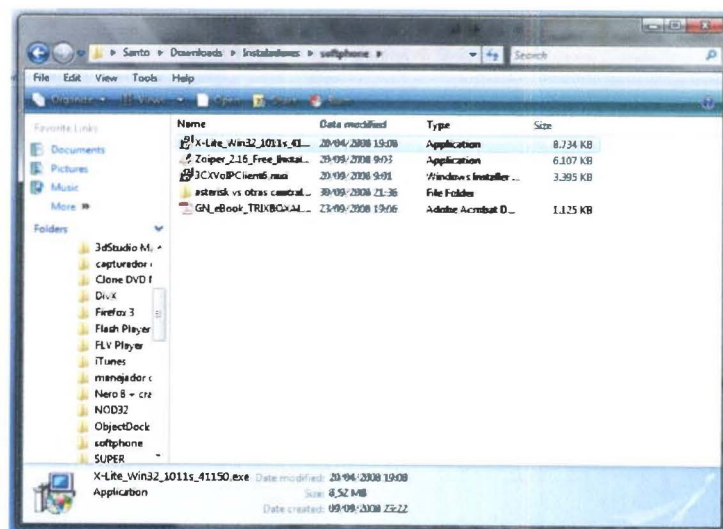 Santo Downloads Instaladores softphone
Search
File Edit View Tools Help
Organize Views Open Share
Favorite Links
Documents
Pictures
Music
More »
Folders
3dStudio M
capturador
Clone DVD
DivX
Firefox 3
Flash Player
FLV Player
iTunes
manejador c
Nero 8 + cra
NOD32
ObjectDock
softphone
SUPER
Name Date modified Type Size
X-Lite_Win32_1011s_41... 20/04/2008 19:08 Application 8.734 KB
Zoiper_2.16_Free_Instal... 20/09/2008 9:03 Application 6.107 KB
3CXVoIPClient6.msi 20/09/2008 9:01 Windows Installer ... 3.395 KB
asterisk vs otras central... 30/09/2008 21:36 File Folder
GN_eBook_TRIXBOX 23/09/2008 19:06 Adobe Acrobat D... 1.125 KB
X-Lite_Win32_1011s_41150.exe Date modified: 20/04/2008 19:08
Application Size: 8,52 MB
Date created: 09/09/2008 23:22